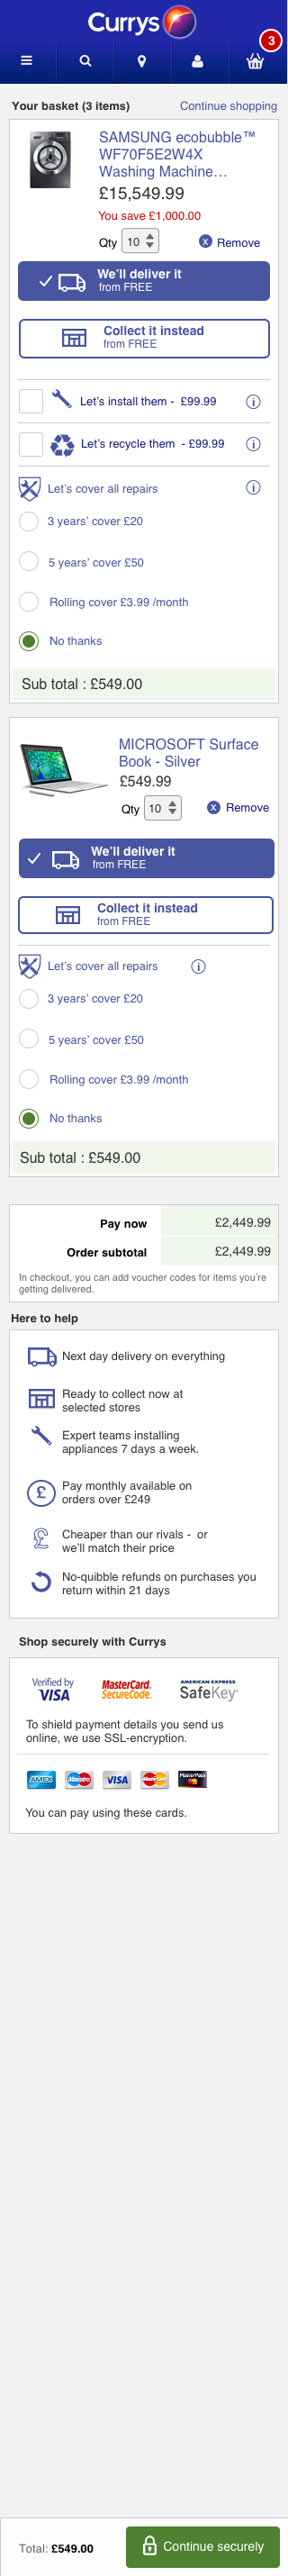 Currys
3
Your basket (3 items) Continue shopping
SAMSUNG ecobubble™
WF70F5E2W4X
Washing Machine…
£15,549.99
You save £1,000.00
Qty 10 x Remove
We'll deliver it
from FREE
Collect it instead
from FREE
Let's install them - £99.99 i
Let's recycle them - £99.99 i
Let's cover all repairs i
3 years' cover £20
5 years' cover £50
Rolling cover £3.99 /month
No thanks
Sub total : £549.00
MICROSOFT Surface
Book - Silver
£549.99
Qty 10 x Remove
We'll deliver it
from FREE
Collect it instead
from FREE
Let's cover all repairs i
3 years' cover £20
5 years' cover £50
Rolling cover £3.99 /month
No thanks
Sub total : £549.00
Pay now £2,449.99
Order subtotal £2,449.99
In checkout, you can add voucher codes for items you're
getting delivered.
Here to help
Next day delivery on everything
Ready to collect now at
selected stores
Expert teams installing
appliances 7 days a week.
£ Pay monthly available on
orders over £249
£ Cheaper than our rivals - or
we'll match their price
No-quibble refunds on purchases you
return within 21 days
Shop securely with Currys
Verified by
VISA
MasterCard.
SecureCode.
AMERICAN EXPRESS
SafeKey
To shield payment details you send us
online, we use SSL-encryption.
AMEX Maestro VISA MasterCard MasterPass
You can pay using these cards.
Total: £549.00 Continue securely